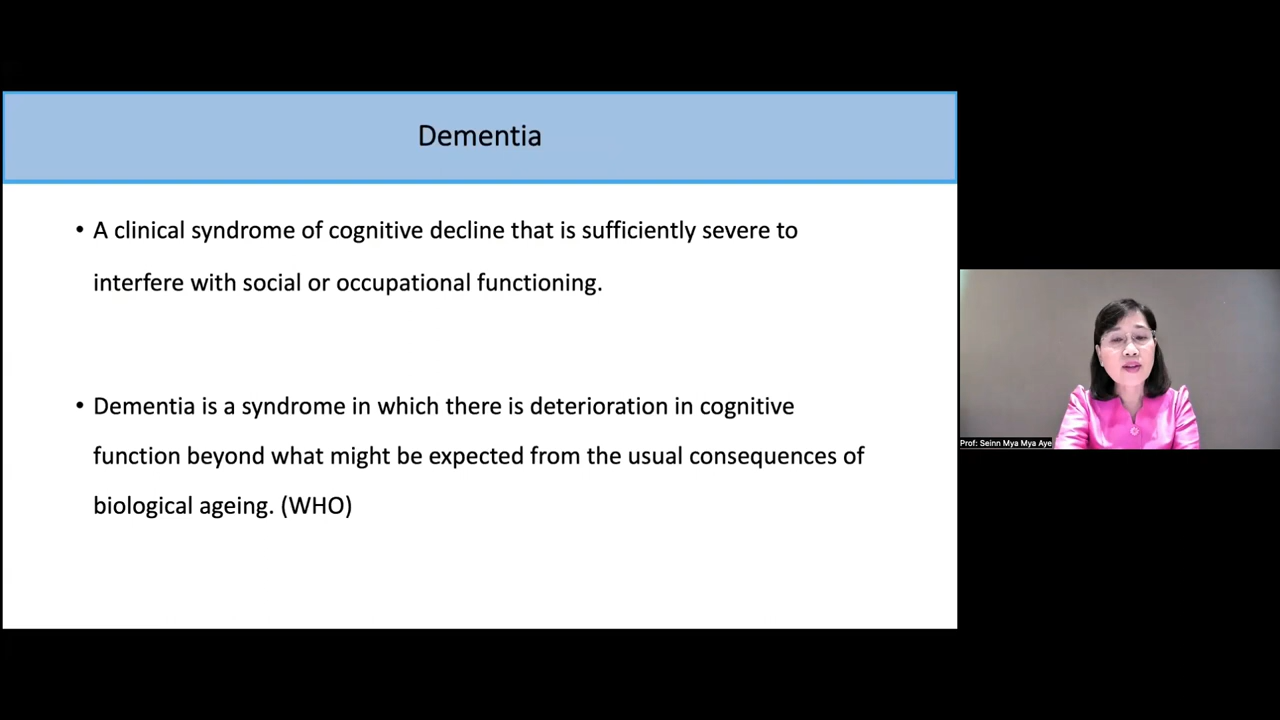 Dementia
• A clinical syndrome of cognitive decline that is sufficiently severe to
interfere with social or occupational functioning.
• Dementia is a syndrome in which there is deterioration in cognitive
function beyond what might be expected from the usual consequences of
biological ageing. (WHO)
Prof: Seinn Mya Mya Aye